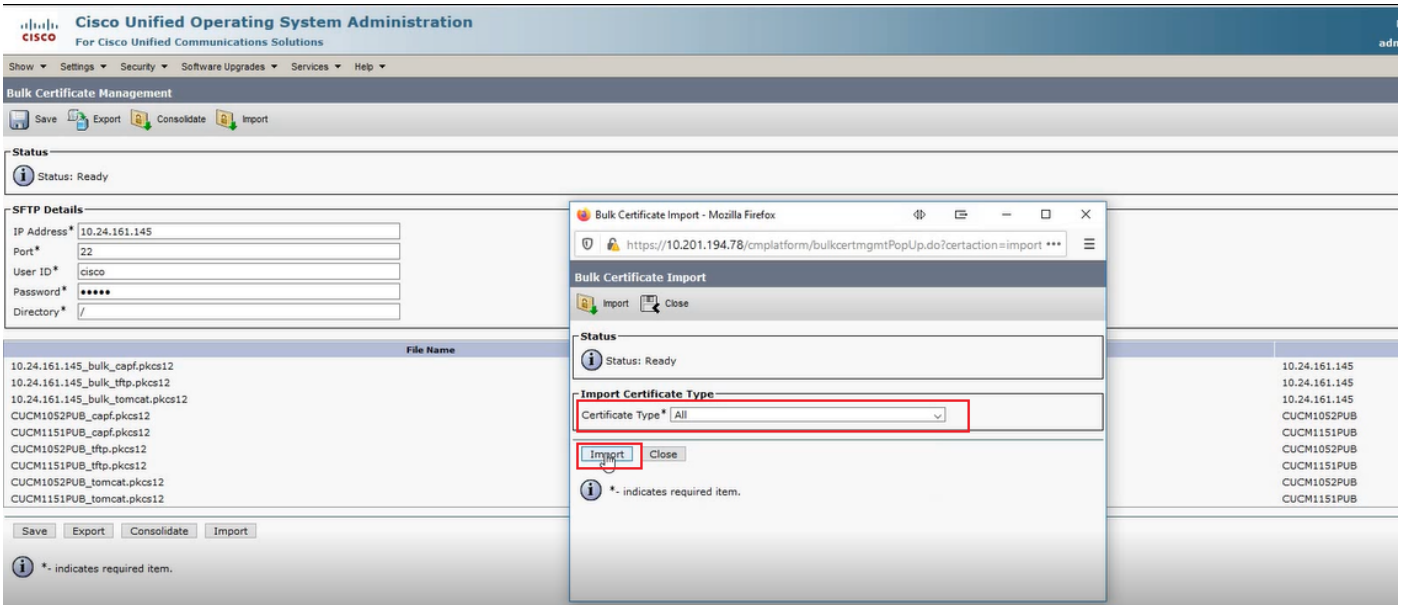 Cisco Unified Operating System Administration
CISCO
For Cisco Unified Communications Solutions
adn
Show Settings Security Software Upgrades Services Help
Bulk Certificate Management
Save Export Consolidate Import
Status
Status: Ready
SFTP Details
IP Address* 10.24.161.145
Port* 22
User ID* cisco
Password* •••••
Directory* /
File Name
10.24.161.145_bulk_capf.pkcs12 10.24.161.145
10.24.161.145_bulk_tftp.pkcs12 10.24.161.145
10.24.161.145_bulk_tomcat.pkcs12 10.24.161.145
CUCM1052PUB_capf.pkcs12 CUCM1052PUB
CUCM1151PUB_capf.pkcs12 CUCM1151PUB
CUCM1052PUB_tftp.pkcs12 CUCM1052PUB
CUCM1151PUB_tftp.pkcs12 CUCM1151PUB
CUCM1052PUB_tomcat.pkcs12 CUCM1052PUB
CUCM1151PUB_tomcat.pkcs12 CUCM1151PUB
Save Export Consolidate Import
*- indicates required item.
Bulk Certificate Import - Mozilla Firefox
https://10.201.194.78/cmplatform/bulkcertmgmtPopUp.do?certaction=import •••
Bulk Certificate Import
Import Close
Status
Status: Ready
Import Certificate Type
Certificate Type* All
Import Close
*- indicates required item.